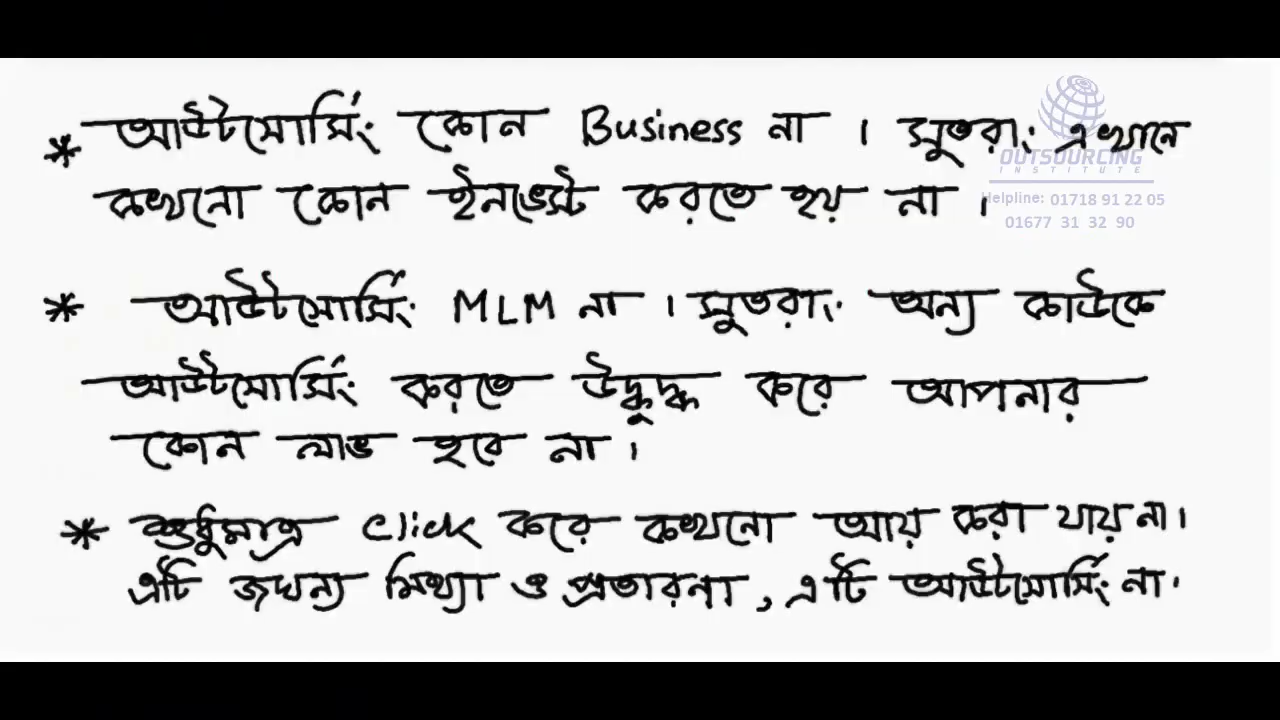 * আউটসোর্সিং কোন Business না । সুতরাং এখানে
কখনো কোন ইনভেস্ট করতে হয় না ।
* আউটসোর্সিং MLM না । সুতরাং অন্য কাউকে
আউটসোর্সিং করতে উদ্বুদ্ধ করে আপনার
কোন লাভ হবে না ।
* শুধুমাত্র Click করে কখনো আয় করা যায় না।
এটি জঘন্য মিথ্যা ও প্রতারনা, এটি আউটসোর্সিং না।
OUTSOURCING
INSTITUTE
Helpline: 01718 91 22 05
01677 31 32 90